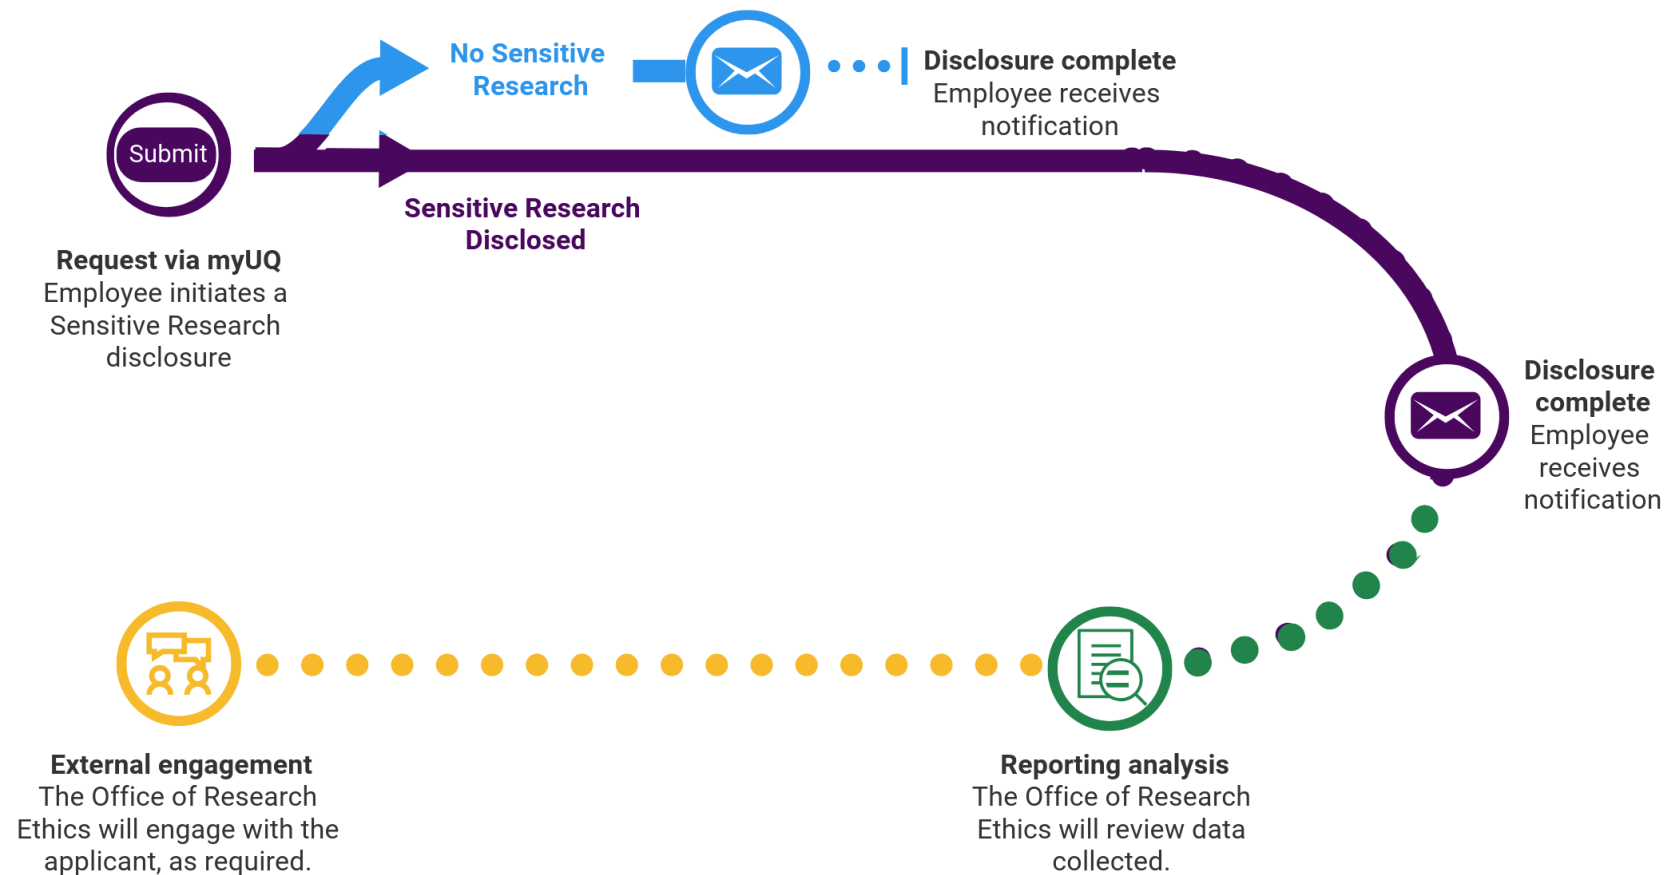 No Sensitive
Research
Disclosure complete
Employee receives
notification
Submit
Sensitive Research
Disclosed
Request via myUQ
Employee initiates a
Sensitive Research
disclosure
Disclosure
complete
Employee
receives
notification
External engagement
The Office of Research
Ethics will engage with the
applicant, as required.
Reporting analysis
The Office of Research
Ethics will review data
collected.